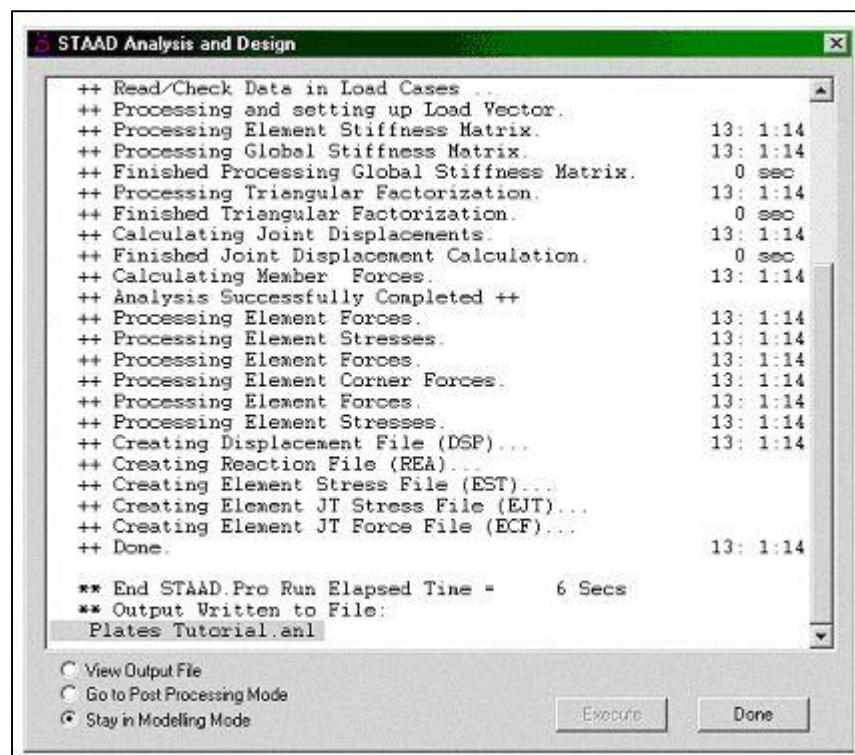 STAAD Analysis and Design
++ Read/Check Data in Load Cases ..
++ Processing and setting up Load Vector.
++ Processing Element Stiffness Matrix. 13: 1:14
++ Processing Global Stiffness Matrix. 13: 1:14
++ Finished Processing Global Stiffness Matrix. 0 sec
++ Processing Triangular Factorization. 13: 1:14
++ Finished Triangular Factorization. 0 sec
++ Calculating Joint Displacements. 13: 1:14
++ Finished Joint Displacement Calculation. 0 sec
++ Calculating Member Forces. 13: 1:14
++ Analysis Successfully Completed ++
++ Processing Element Forces. 13: 1:14
++ Processing Element Stresses. 13: 1:14
++ Processing Element Forces. 13: 1:14
++ Processing Element Corner Forces. 13: 1:14
++ Processing Element Forces. 13: 1:14
++ Processing Element Stresses. 13: 1:14
++ Creating Displacement File (DSP)... 13: 1:14
++ Creating Reaction File (REA)...
++ Creating Element Stress File (EST)...
++ Creating Element JT Stress File (EJT)...
++ Creating Element JT Force File (ECF)...
++ Done. 13: 1:14
** End STAAD.Pro Run Elapsed Time = 6 Secs
** Output Written to File:
Plates Tutorial.anl
View Output File
Go to Post Processing Mode
Stay in Modelling Mode
Execute Done